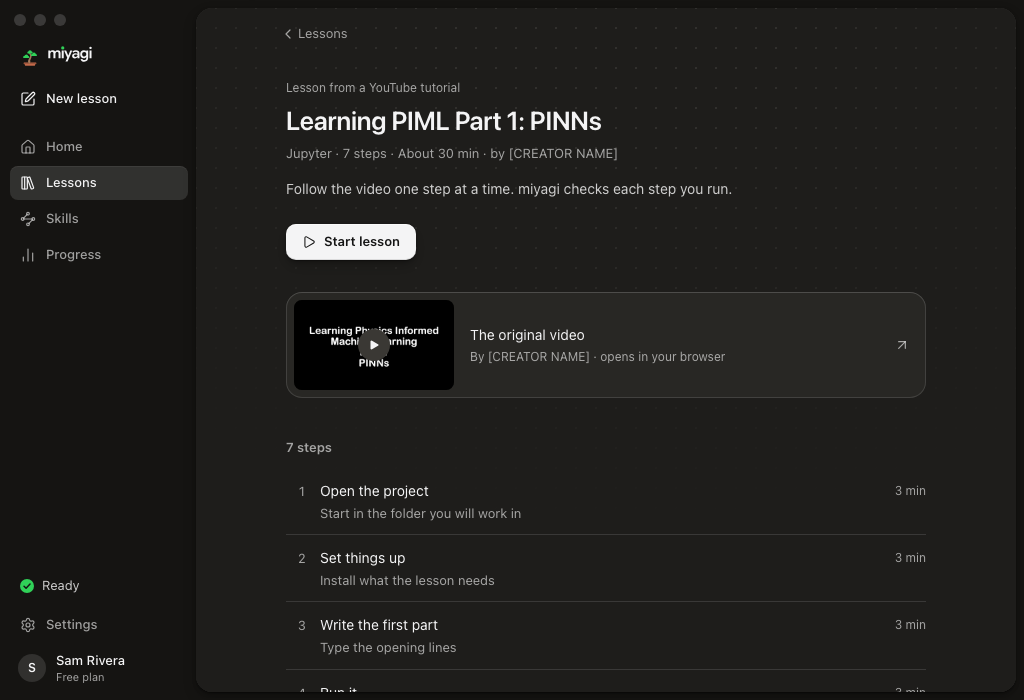 miyagi
New lesson
Home
Lessons
Skills
Progress
Ready
Settings
S
Sam Rivera
Free plan
Lessons
Lesson from a YouTube tutorial
Learning PIML Part 1: PINNs
Jupyter · 7 steps · About 30 min · by [CREATOR NAME]
Follow the video one step at a time. miyagi checks each step you run.
Start lesson
Learning Physics Informed
Machine Learning
PINNs
The original video
By [CREATOR NAME] · opens in your browser
7 steps
1 Open the project 3 min
Start in the folder you will work in
2 Set things up 3 min
Install what the lesson needs
3 Write the first part 3 min
Type the opening lines
4 Run it 3 min